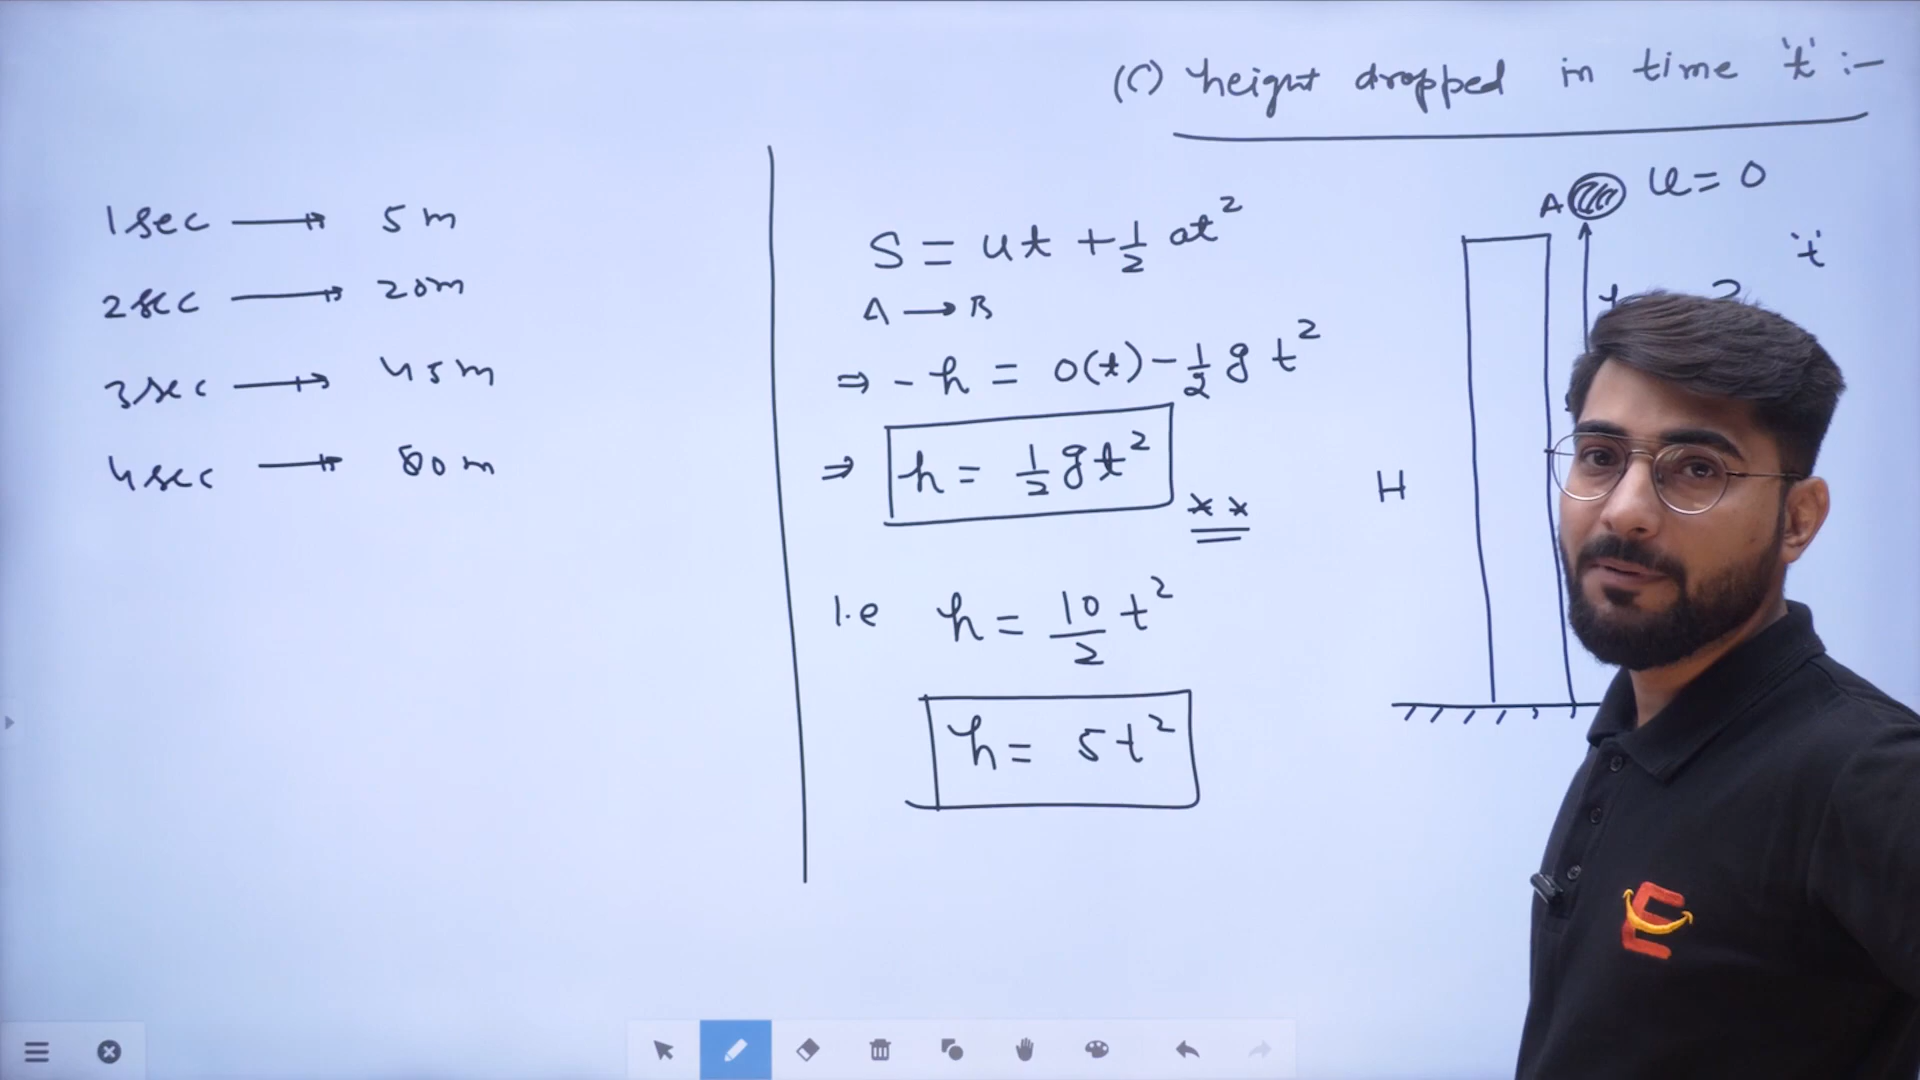 (C) height dropped in time 't' :-
1sec → 5 m
2sec → 20m
3sec → 45m
4sec → 80m
S = ut + 1/2 at²
A → B
⇒ - h = 0(t) - 1/2 g t²
⇒ h = 1/2 gt²
**
I.e h = 10/2 t²
h = 5t²
A u = 0
't'
?
H
E